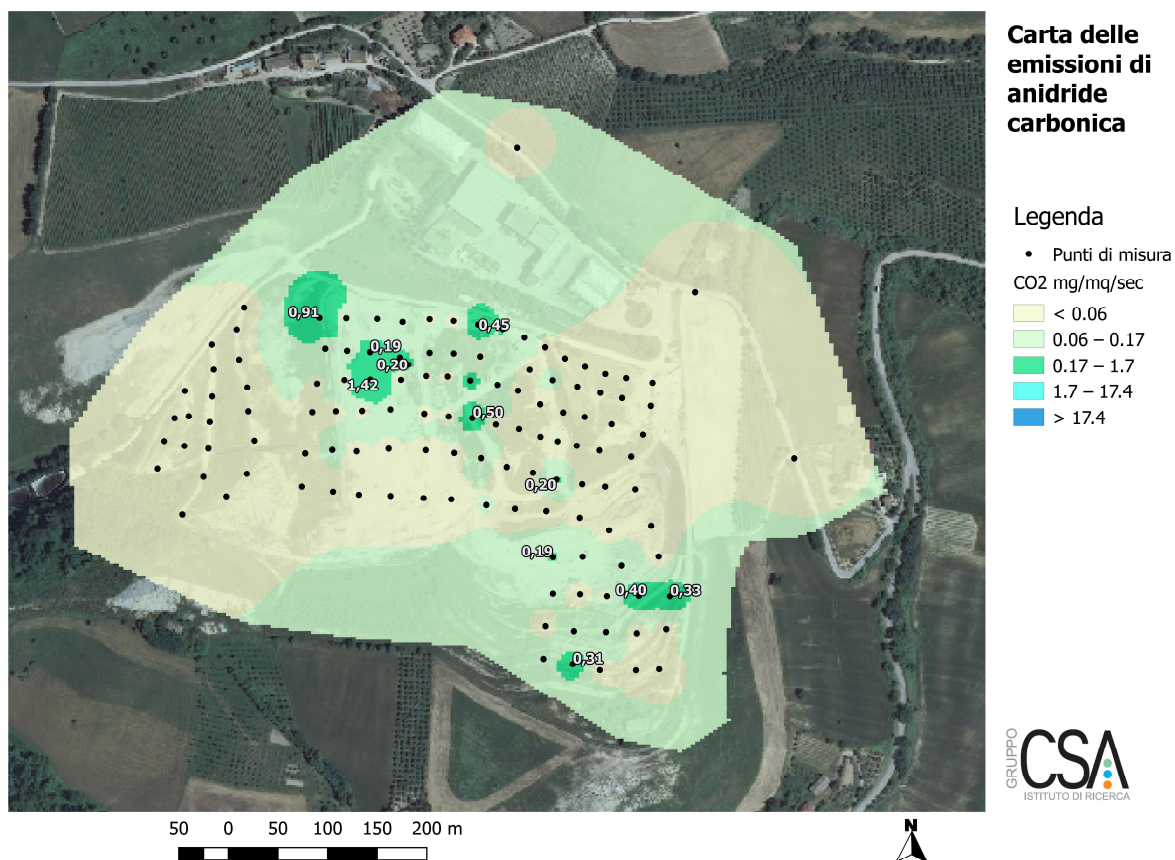 Carta delle
emissioni di
anidride
carbonica
Legenda
Punti di misura
CO2 mg/mq/sec
< 0.06
0.06 – 0.17
0.17 – 1.7
1.7 – 17.4
> 17.4
0,91
0,45
0,19
0,20
1,42
0,50
0,20
0,19
0,40
0,33
0,31
GRUPPO
CSA
ISTITUTO DI RICERCA
50 0 50 100 150 200 m
N